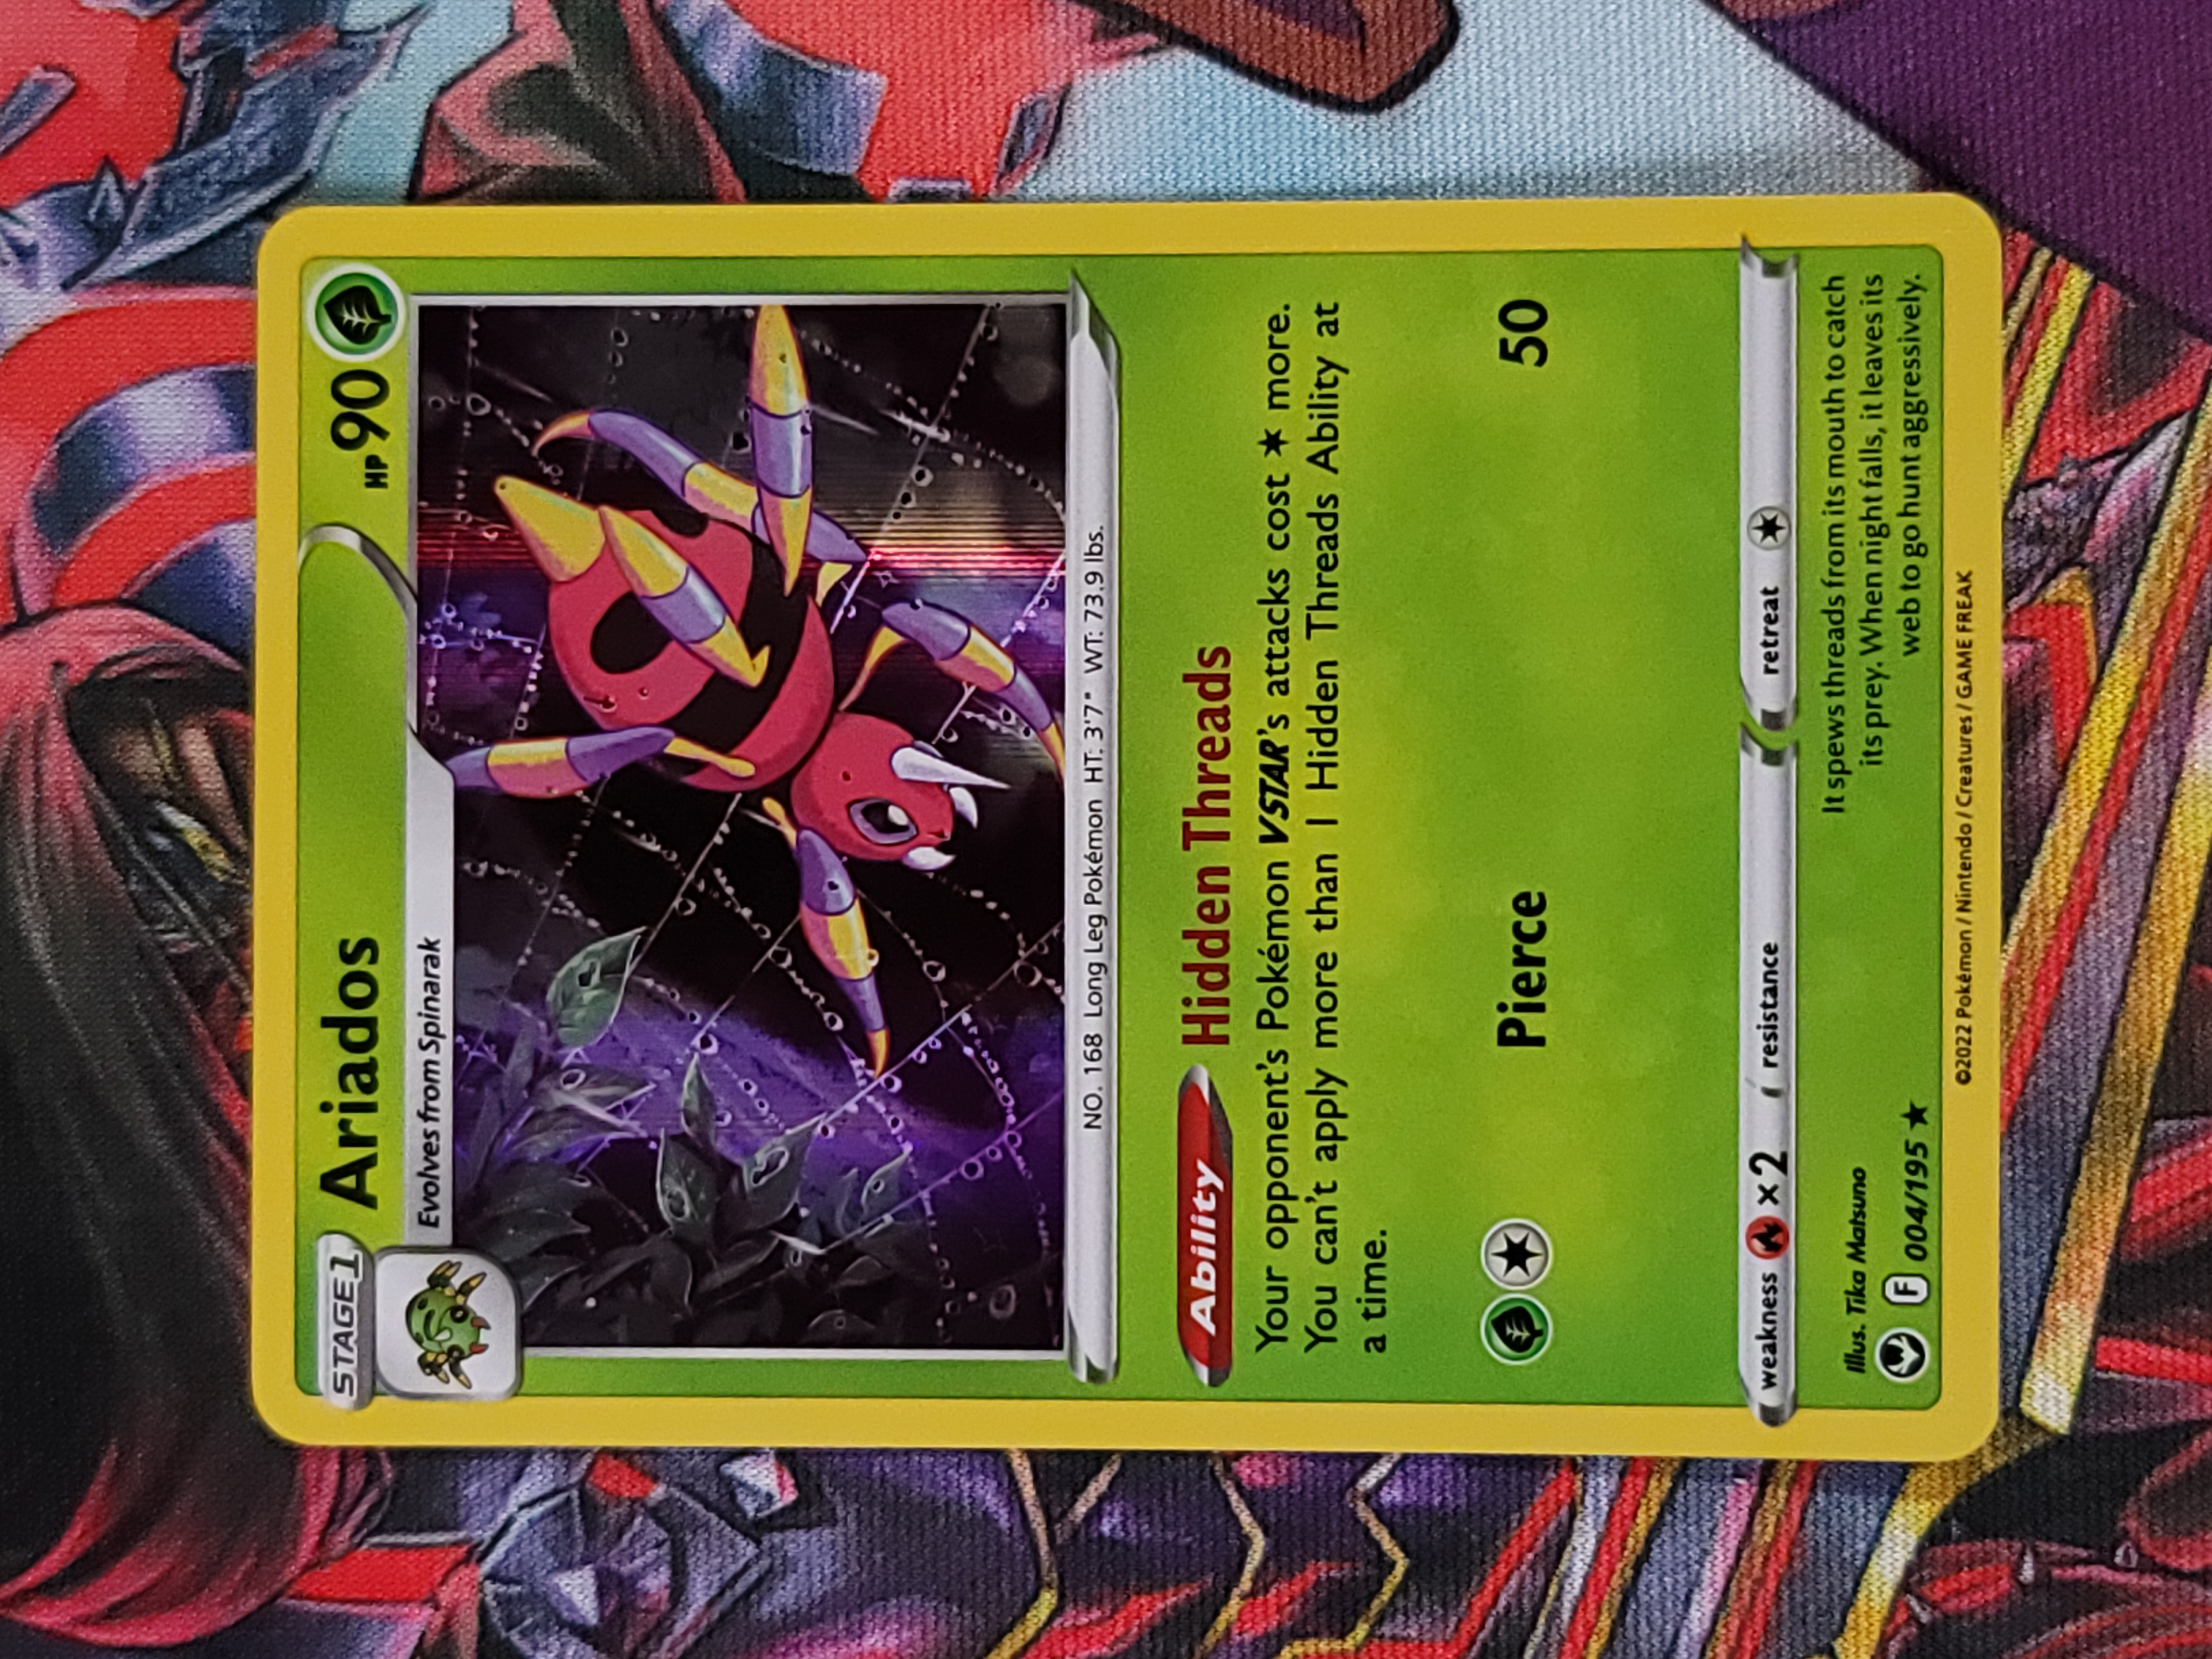 STAGE1
Ariados
HP 90
Evolves from Spinarak
NO. 168 Long Leg Pokémon HT: 3'7" WT: 73.9 lbs.
Ability Hidden Threads
Your opponent's Pokémon VSTAR's attacks cost ✶ more.
You can't apply more than 1 Hidden Threads Ability at
a time.
Pierce 50
weakness ×2 resistance retreat
Illus. Tika Matsuno
F 004/195 ★
It spews threads from its mouth to catch
its prey. When night falls, it leaves its
web to go hunt aggressively.
©2022 Pokémon / Nintendo / Creatures / GAME FREAK